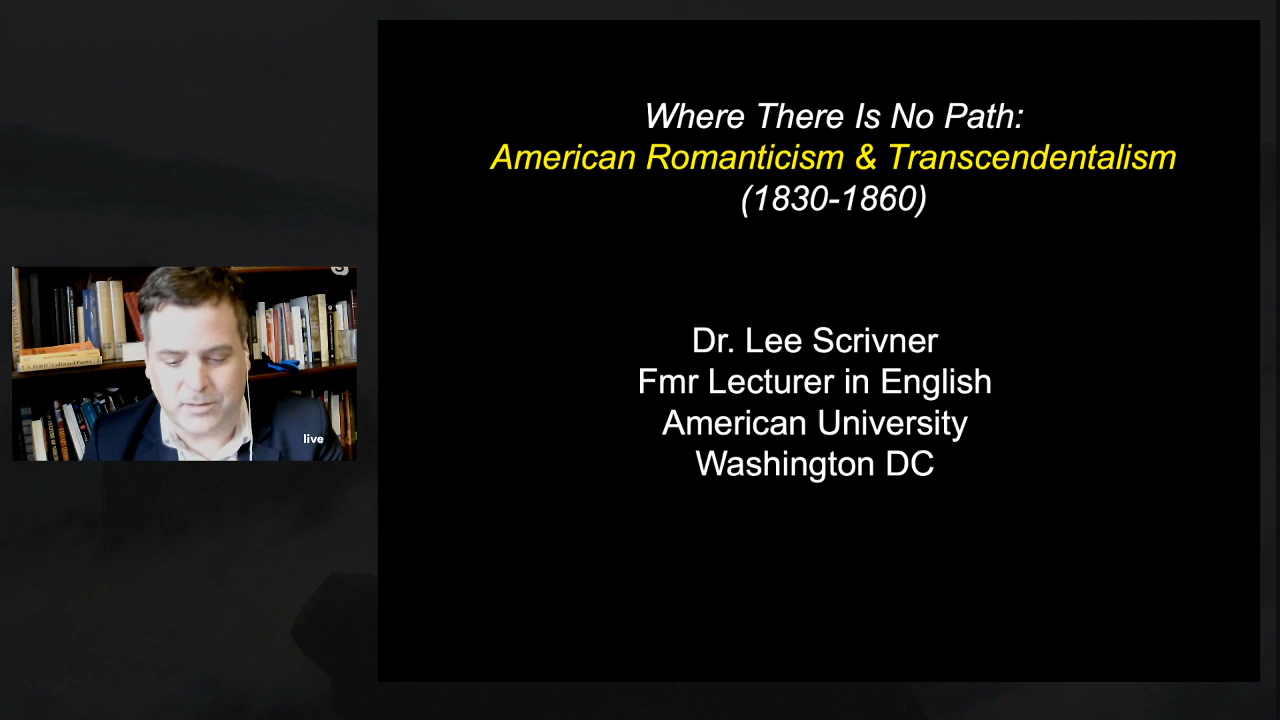 Where There Is No Path:
American Romanticism & Transcendentalism
(1830-1860)
Dr. Lee Scrivner
Fmr Lecturer in English
American University
Washington DC
live